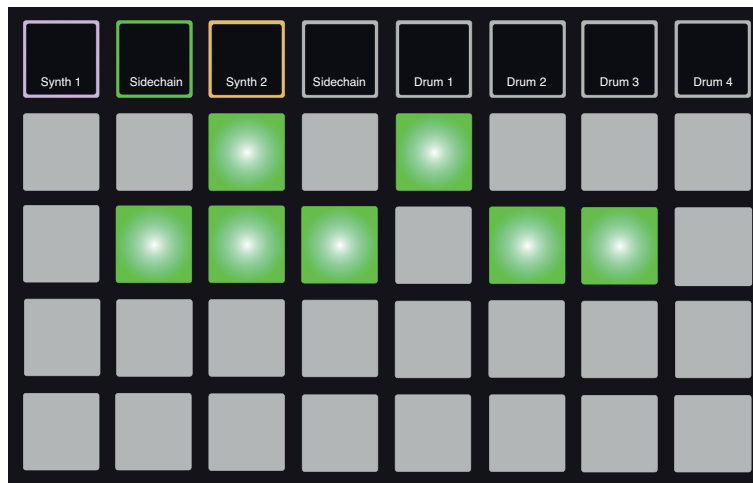 Synth 1
Sidechain
Synth 2
Sidechain
Drum 1
Drum 2
Drum 3
Drum 4